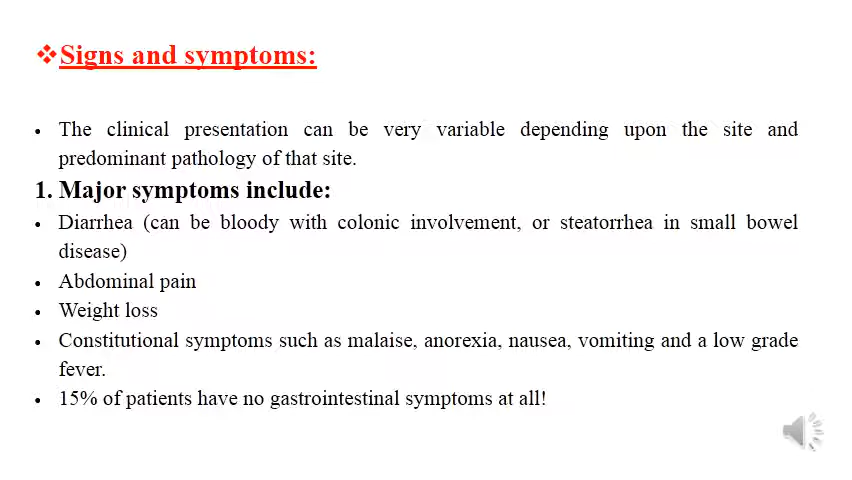 ❖Signs and symptoms:
• The clinical presentation can be very variable depending upon the site and
predominant pathology of that site.
1. Major symptoms include:
• Diarrhea (can be bloody with colonic involvement, or steatorrhea in small bowel
disease)
• Abdominal pain
• Weight loss
• Constitutional symptoms such as malaise, anorexia, nausea, vomiting and a low grade
fever.
• 15% of patients have no gastrointestinal symptoms at all!